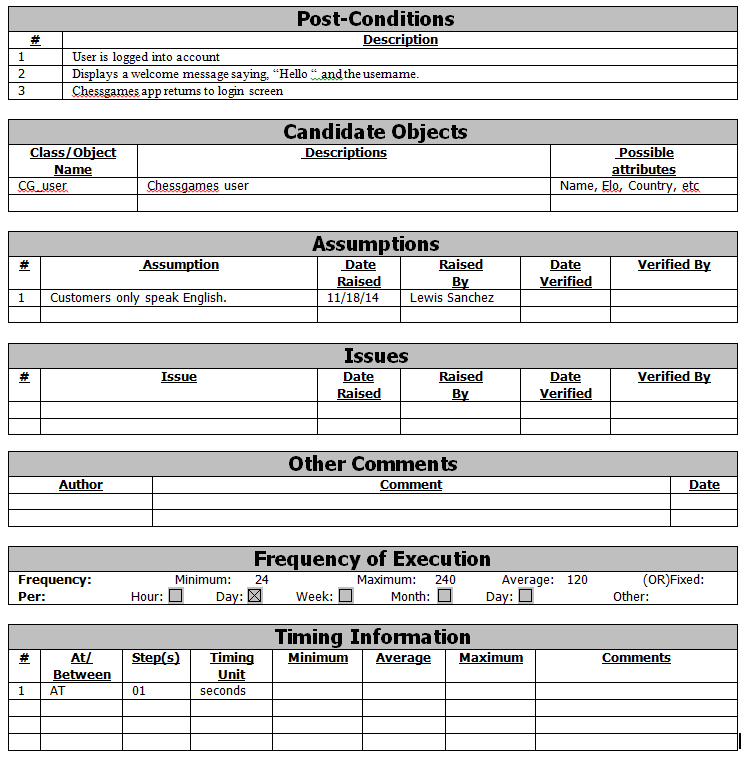 Post-Conditions
# Description
1 User is logged into account
2 Displays a welcome message saying, “Hello “ and the username.
3 Chessgames app returns to login screen
Candidate Objects
Class/Object Descriptions Possible
Name attributes
CG_user Chessgames user Name, Elo, Country, etc
Assumptions
# Assumption Date Raised Date Verified By
Raised By Verified
1 Customers only speak English. 11/18/14 Lewis Sanchez
Issues
# Issue Date Raised Date Verified By
Raised By Verified
Other Comments
Author Comment Date
Frequency of Execution
Frequency: Minimum: 24 Maximum: 240 Average: 120 (OR)Fixed:
Per: Hour: Day: Week: Month: Day: Other:
Timing Information
# At/ Step(s) Timing Minimum Average Maximum Comments
Between Unit
1 AT 01 seconds